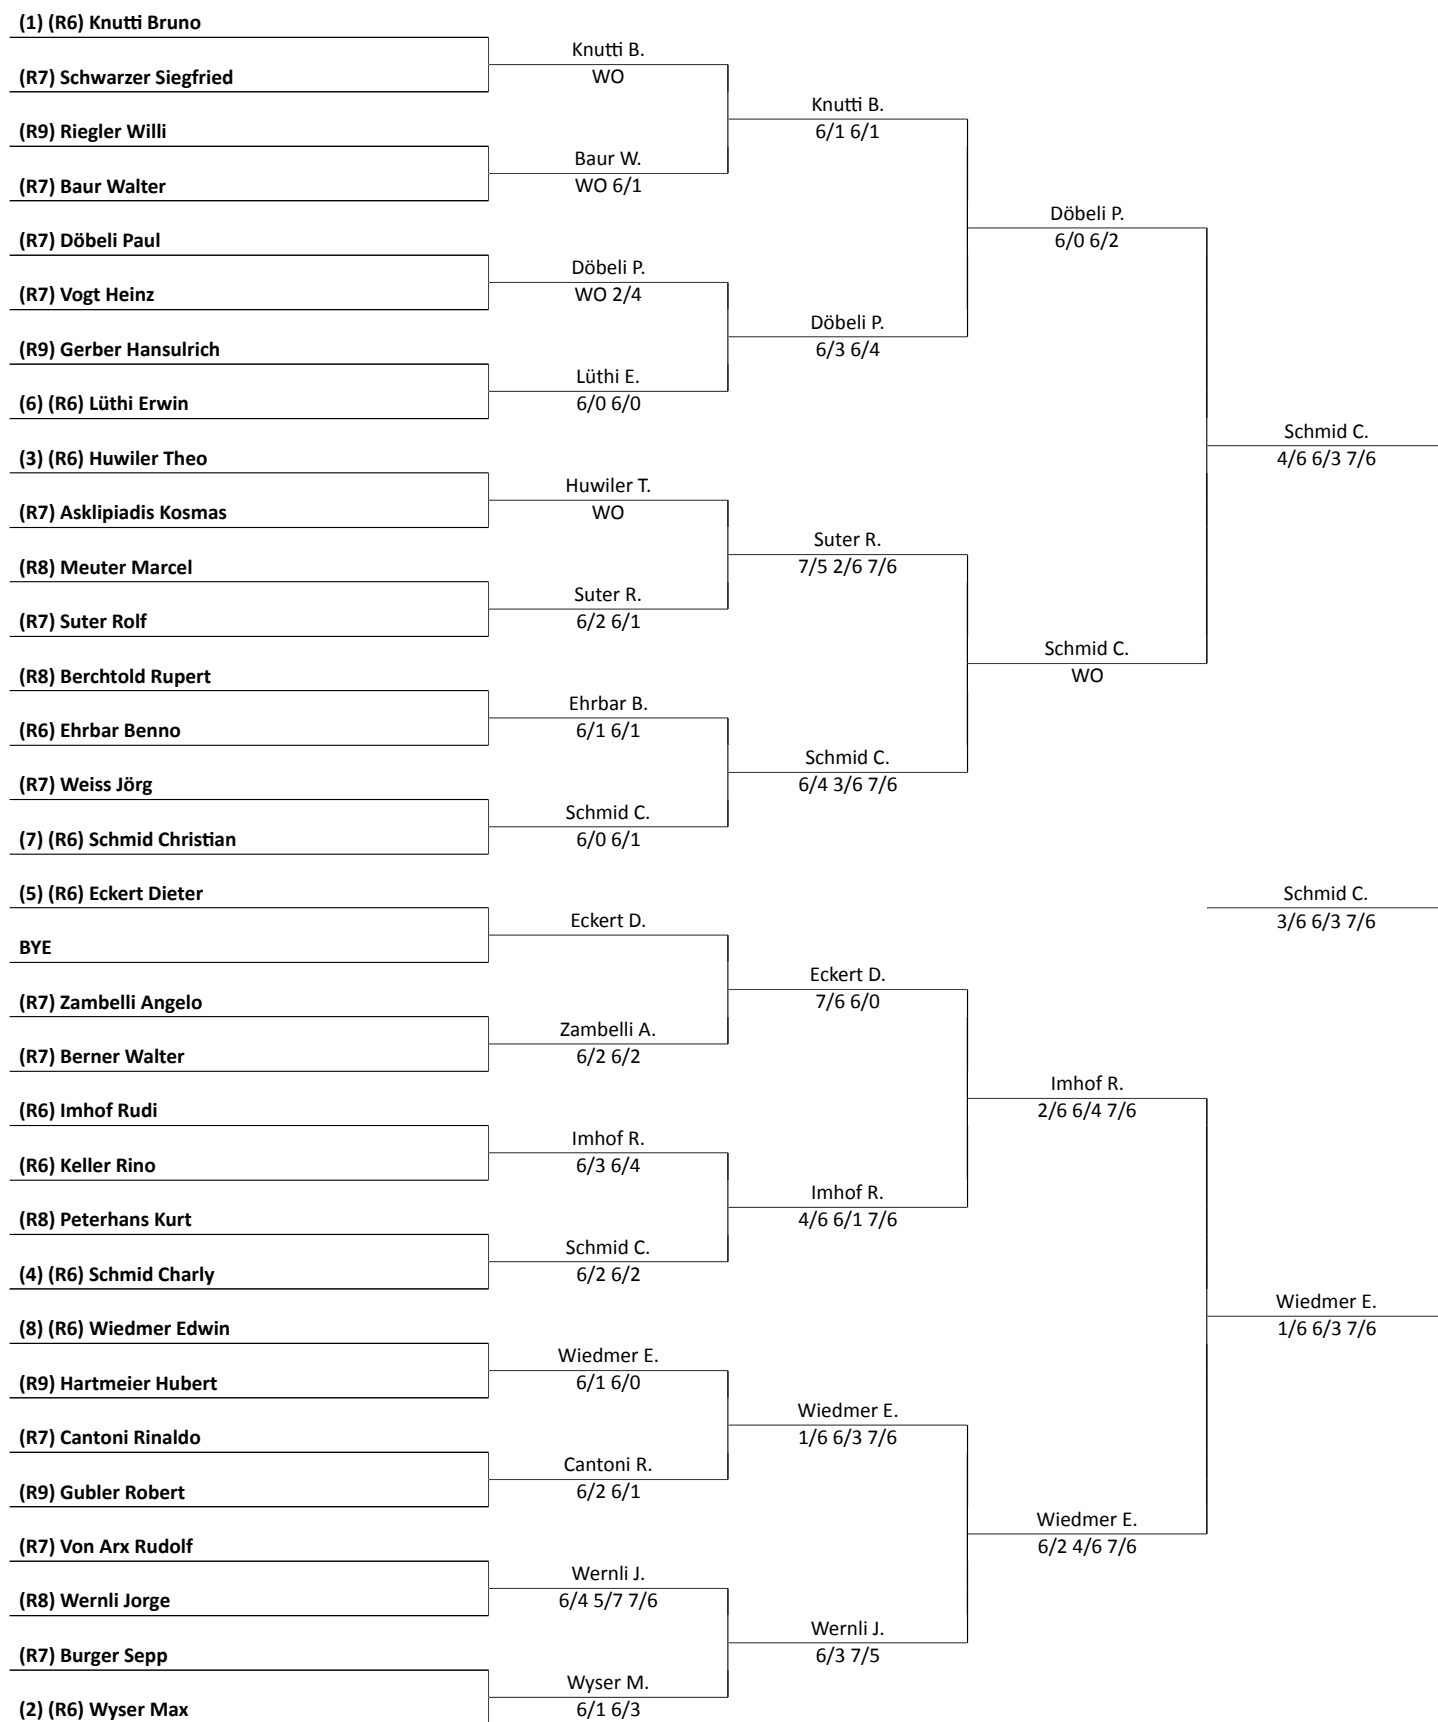 (1) (R6) Knutti Bruno
Knutti B.
WO
(R7) Schwarzer Siegfried
Knutti B.
6/1 6/1
(R9) Riegler Willi
Baur W.
WO 6/1
(R7) Baur Walter
Döbeli P.
6/0 6/2
(R7) Döbeli Paul
Döbeli P.
WO 2/4
(R7) Vogt Heinz
Döbeli P.
6/3 6/4
(R9) Gerber Hansulrich
Lüthi E.
6/0 6/0
(6) (R6) Lüthi Erwin
Schmid C.
4/6 6/3 7/6
(3) (R6) Huwiler Theo
Huwiler T.
WO
(R7) Asklipiadis Kosmas
Suter R.
7/5 2/6 7/6
(R8) Meuter Marcel
Suter R.
6/2 6/1
(R7) Suter Rolf
Schmid C.
WO
(R8) Berchtold Rupert
Ehrbar B.
6/1 6/1
(R6) Ehrbar Benno
Schmid C.
6/4 3/6 7/6
(R7) Weiss Jörg
Schmid C.
6/0 6/1
(7) (R6) Schmid Christian
(5) (R6) Eckert Dieter
Schmid C.
3/6 6/3 7/6
Eckert D.
BYE
Eckert D.
7/6 6/0
(R7) Zambelli Angelo
Zambelli A.
6/2 6/2
(R7) Berner Walter
Imhof R.
2/6 6/4 7/6
(R6) Imhof Rudi
Imhof R.
6/3 6/4
(R6) Keller Rino
Imhof R.
4/6 6/1 7/6
(R8) Peterhans Kurt
Schmid C.
6/2 6/2
(4) (R6) Schmid Charly
Wiedmer E.
1/6 6/3 7/6
(8) (R6) Wiedmer Edwin
Wiedmer E.
6/1 6/0
(R9) Hartmeier Hubert
Wiedmer E.
1/6 6/3 7/6
(R7) Cantoni Rinaldo
Cantoni R.
6/2 6/1
(R9) Gubler Robert
Wiedmer E.
6/2 4/6 7/6
(R7) Von Arx Rudolf
Wernli J.
6/4 5/7 7/6
(R8) Wernli Jorge
Wernli J.
6/3 7/5
(R7) Burger Sepp
Wyser M.
6/1 6/3
(2) (R6) Wyser Max